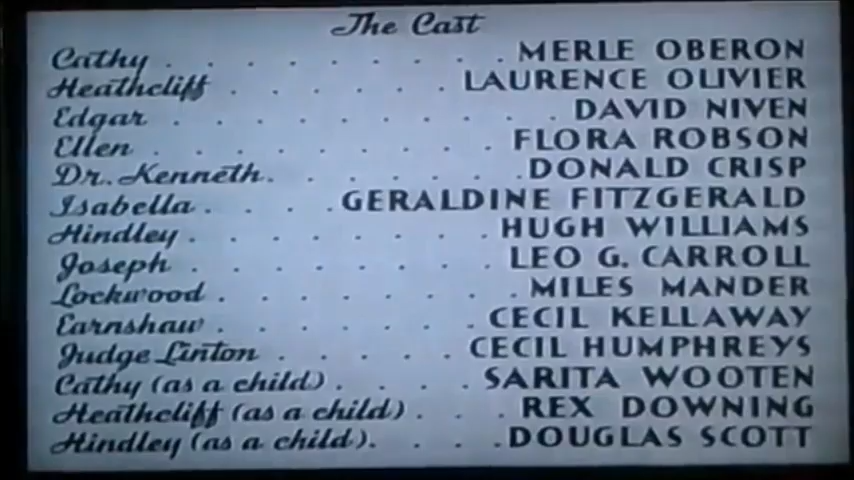 The Cast
Cathy . . . . . . . . . . MERLE OBERON
Heathcliff . . . . . . . LAURENCE OLIVIER
Edgar . . . . . . . . . . . DAVID NIVEN
Ellen . . . . . . . . . FLORA ROBSON
Dr. Kenneth. . . . . . . DONALD CRISP
Isabella . . . . GERALDINE FITZGERALD
Hindley . . . . . . . . . HUGH WILLIAMS
Joseph . . . . . . . . LEO G. CARROLL
Lockwood . . . . . . . . MILES MANDER
Earnshaw . . . . . . . CECIL KELLAWAY
Judge Linton . . . . . CECIL HUMPHREYS
Cathy (as a child) . . . . SARITA WOOTEN
Heathcliff (as a child) . . . REX DOWNING
Hindley (as a child). . . . DOUGLAS SCOTT